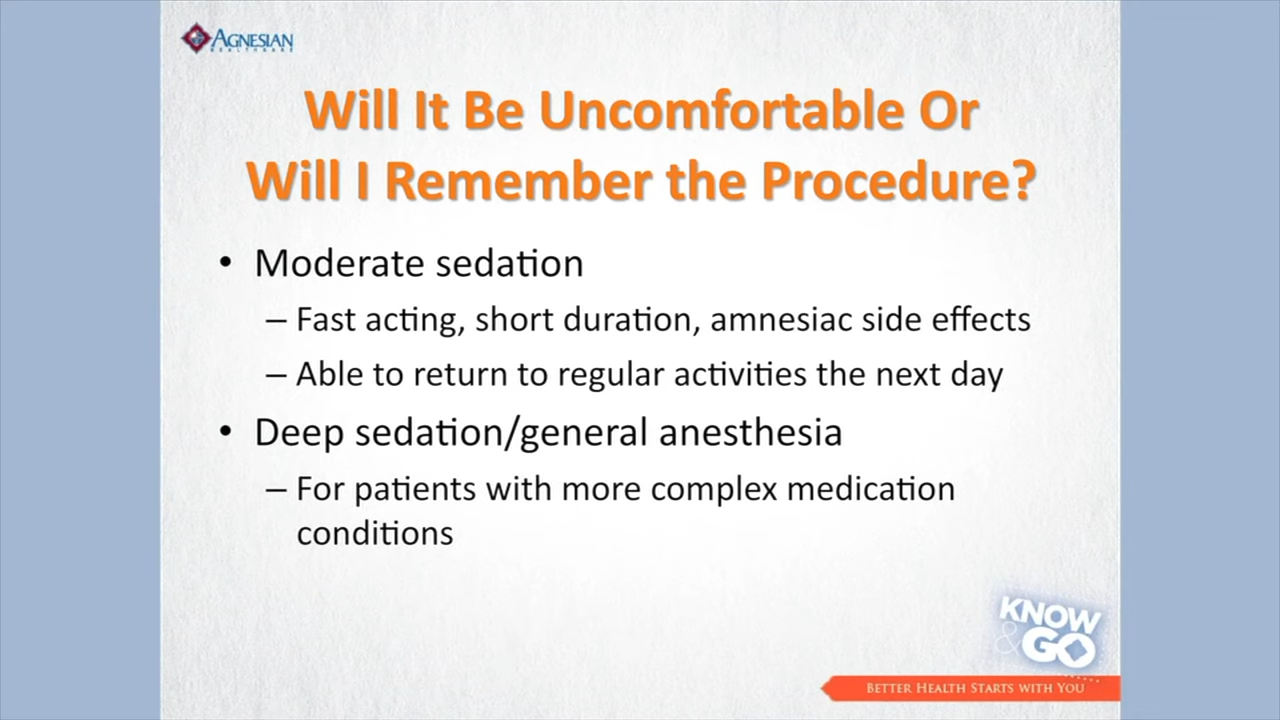 AGNESIAN
HEALTHCARE
Will It Be Uncomfortable Or
Will I Remember the Procedure?
• Moderate sedation
– Fast acting, short duration, amnesiac side effects
– Able to return to regular activities the next day
• Deep sedation/general anesthesia
– For patients with more complex medication
conditions
KNOW
& GO
BETTER HEALTH STARTS WITH YOU